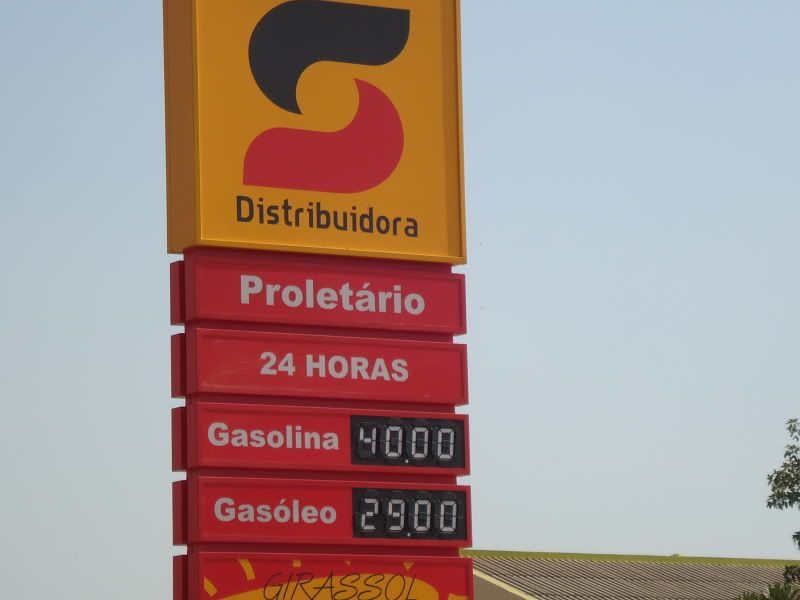 Distribuidora
Proletário
24 HORAS
Gasolina 40.00
Gasóleo 29.00
GIRASSOL